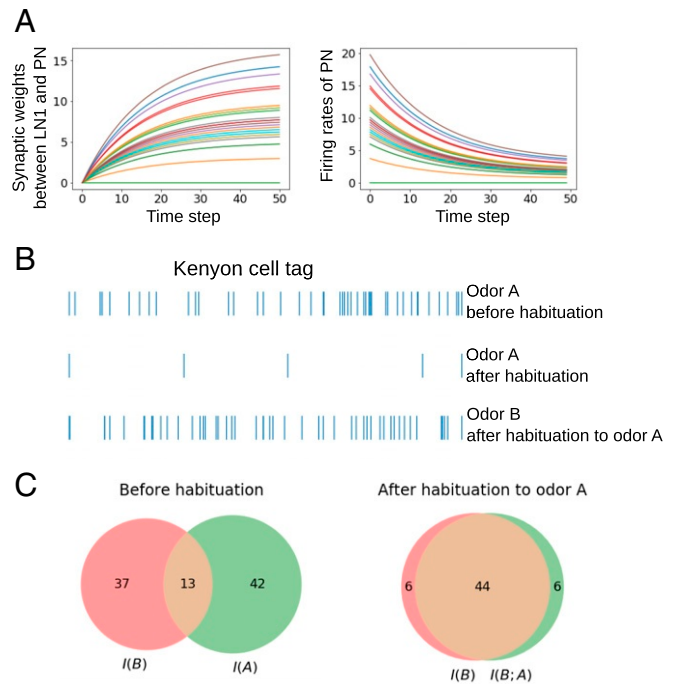 A
Synaptic weights
between LN1 and PN
15
10
5
0
0 10 20 30 40 50
Time step
Firing rates of PN
20
15
10
5
0
0 10 20 30 40 50
Time step
B
Kenyon cell tag
Odor A
before habituation
Odor A
after habituation
Odor B
after habituation to odor A
C
Before habituation
37 13 42
I(B) I(A)
After habituation to odor A
6 44 6
I(B) I(B; A)